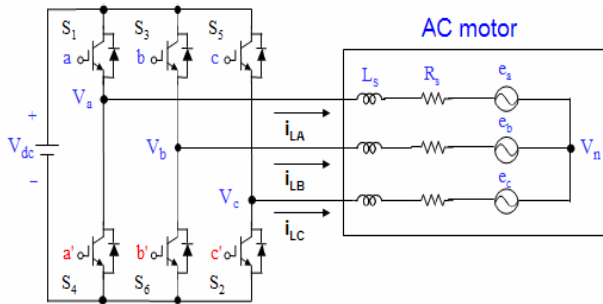 AC motor
S1 S3 S5
a b c
Ls Rs ea
Va
+
iLA
eb
Vdc
Vb
Vn
−
iLB
ec
Vc
iLC
a' b' c'
S4 S6 S2